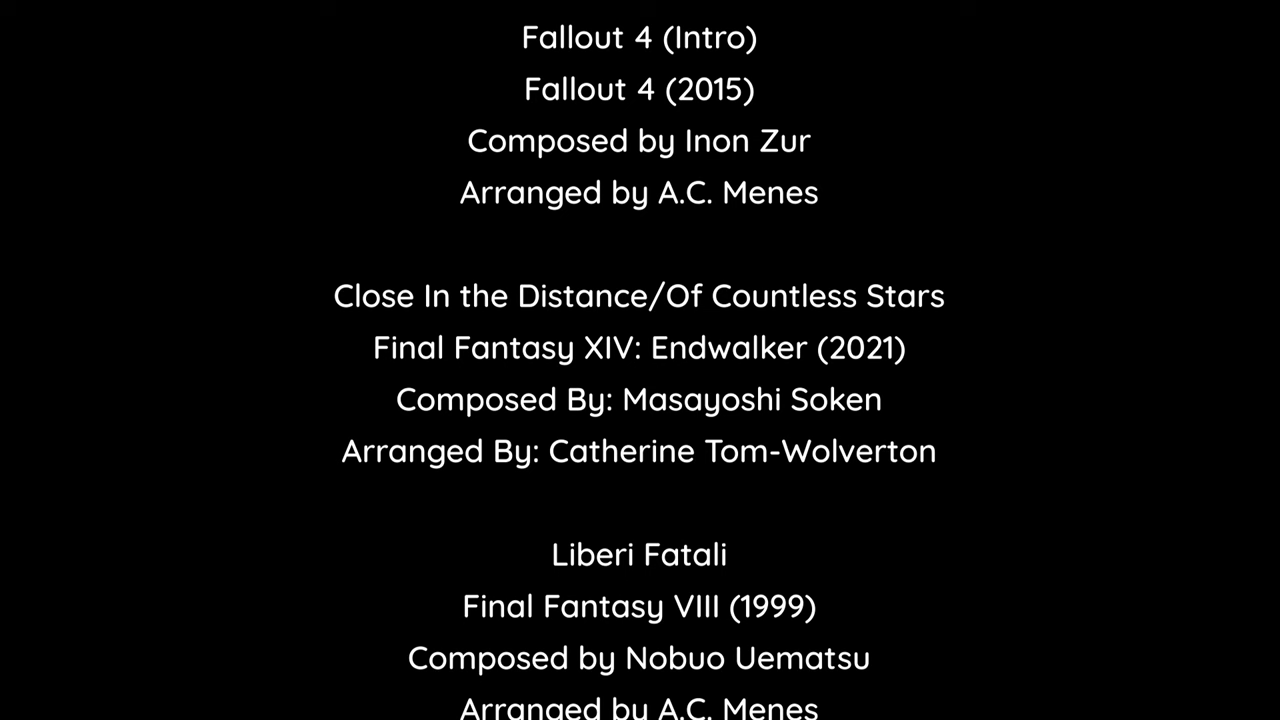 Fallout 4 (Intro)
Fallout 4 (2015)
Composed by Inon Zur
Arranged by A.C. Menes
Close In the Distance/Of Countless Stars
Final Fantasy XIV: Endwalker (2021)
Composed By: Masayoshi Soken
Arranged By: Catherine Tom-Wolverton
Liberi Fatali
Final Fantasy VIII (1999)
Composed by Nobuo Uematsu
Arranged by A.C. Menes